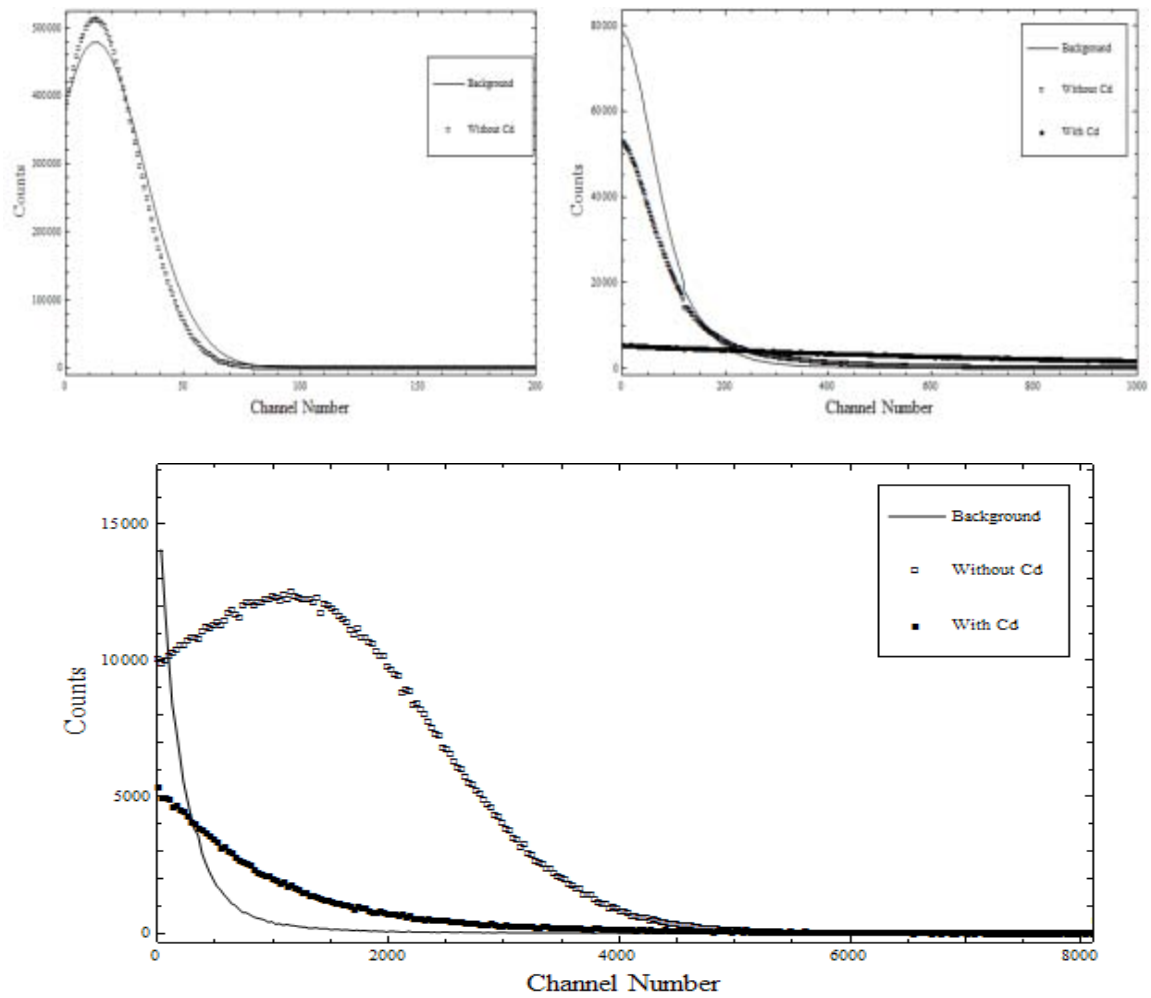 500000
400000
300000
200000
100000
0
Counts
Background
Without Cd
0
50
100
150
200
Channel Number
80000
60000
40000
20000
0
Counts
Background
Without Cd
With Cd
0
200
400
600
800
1000
Channel Number
15000
10000
5000
0
Counts
Background
Without Cd
With Cd
0
2000
4000
6000
8000
Channel Number